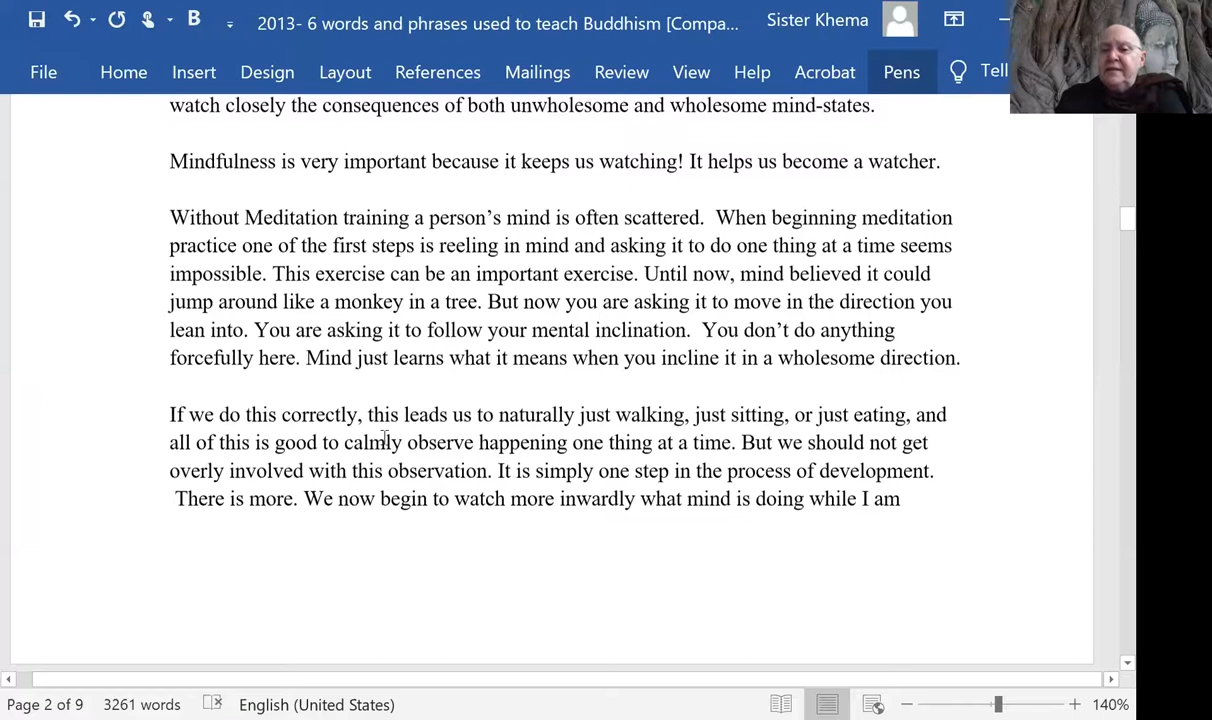 2013- 6 words and phrases used to teach Buddhism [Compa...
Sister Khema
File Home Insert Design Layout References Mailings Review View Help Acrobat Pens Tell
watch closely the consequences of both unwholesome and wholesome mind-states.
Mindfulness is very important because it keeps us watching! It helps us become a watcher.
Without Meditation training a person’s mind is often scattered.  When beginning meditation
practice one of the first steps is reeling in mind and asking it to do one thing at a time seems
impossible. This exercise can be an important exercise. Until now, mind believed it could
jump around like a monkey in a tree. But now you are asking it to move in the direction you
lean into. You are asking it to follow your mental inclination.  You don’t do anything
forcefully here. Mind just learns what it means when you incline it in a wholesome direction.
If we do this correctly, this leads us to naturally just walking, just sitting, or just eating, and
all of this is good to calmly observe happening one thing at a time. But we should not get
overly involved with this observation. It is simply one step in the process of development.
There is more. We now begin to watch more inwardly what mind is doing while I am
Page 2 of 9 3261 words English (United States) 140%